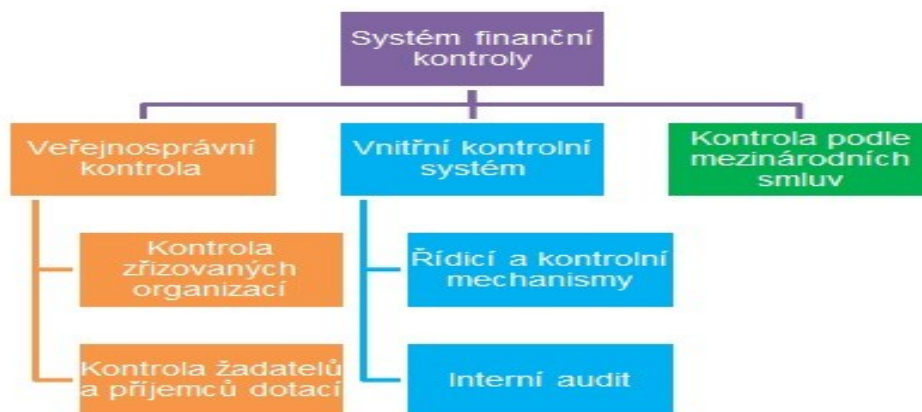 Systém finanční
kontroly
Veřejnosprávní
kontrola
Vnitřní kontrolní
systém
Kontrola podle
mezinárodních
smluv
Kontrola
zřizovaných
organizací
Řídicí a kontrolní
mechanismy
Kontrola žadatelů
a příjemců dotací
Interní audit